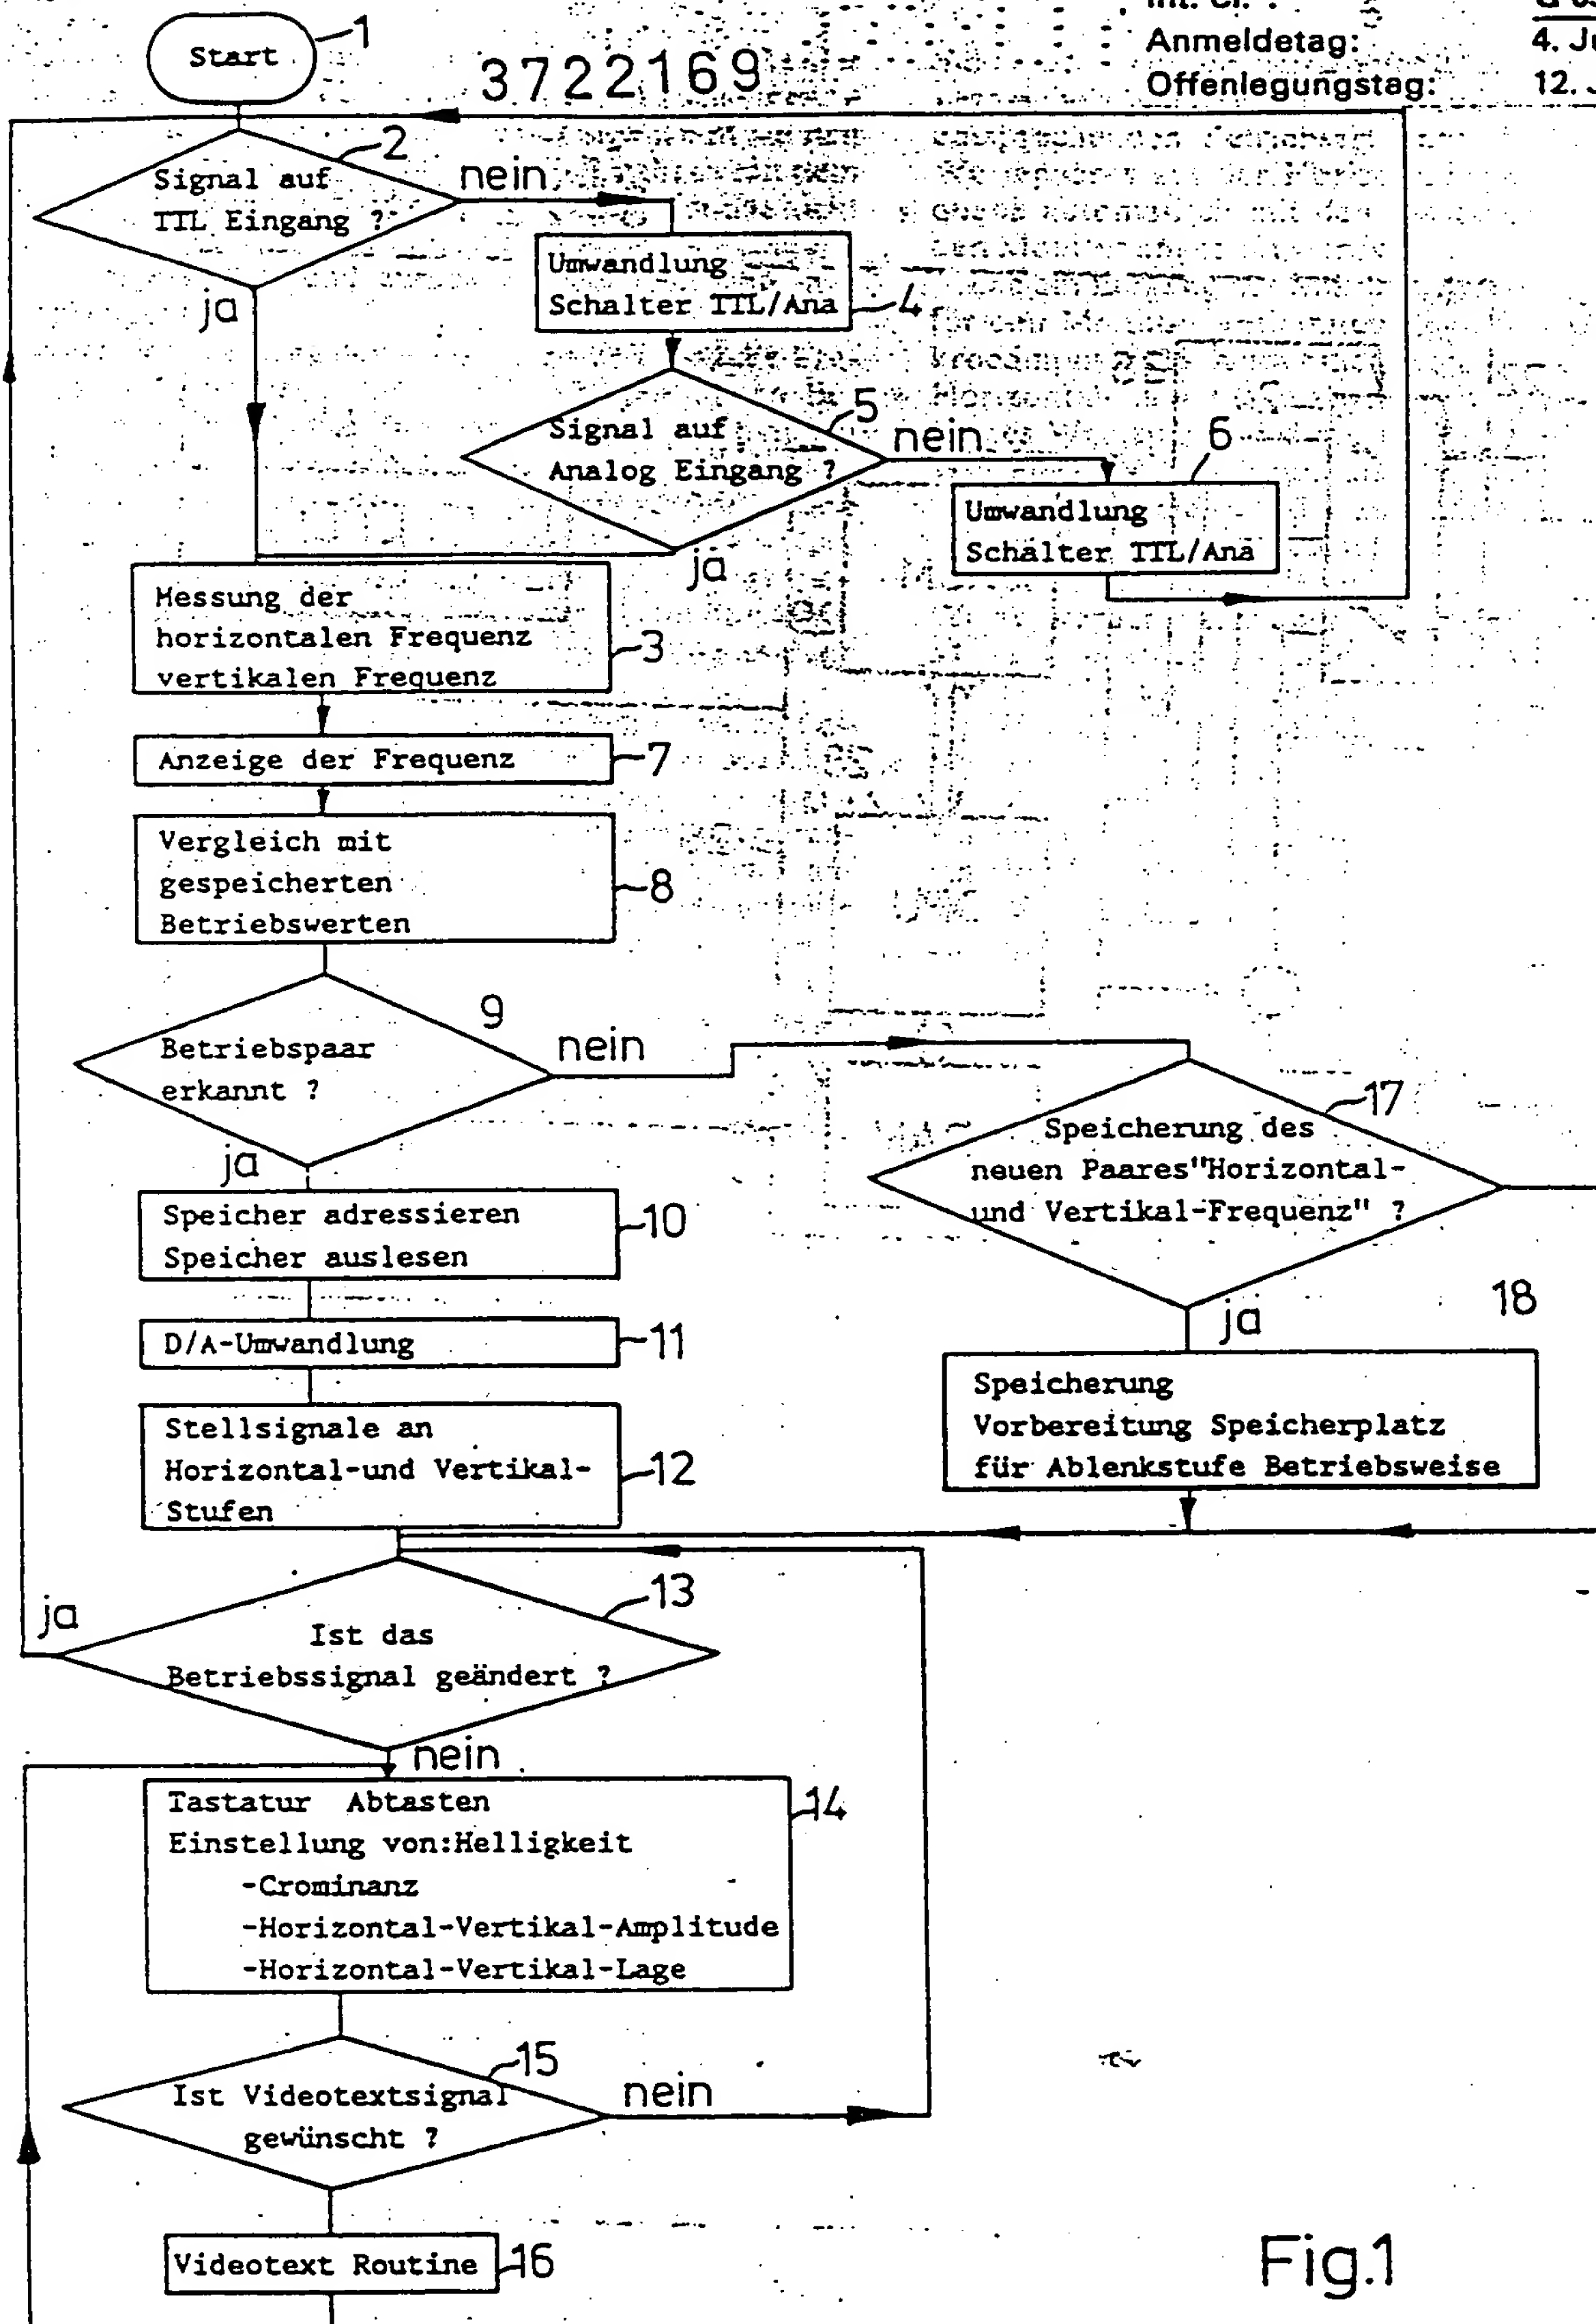 Start
1
3722169
Anmeldetag:
4. J
Offenlegungstag:
12.
2
Signal auf
TTL Eingang ?
nein
ja
Umwandlung
Schalter TTL/Ana
4
Signal auf
Analog Eingang ?
5
nein
ja
6
Umwandlung
Schalter TTL/Ana
Messung der
horizontalen Frequenz
vertikalen Frequenz
3
Anzeige der Frequenz
7
Vergleich mit
gespeicherten
Betriebswerten
8
9
Betriebspaar
erkannt ?
nein
ja
17
Speicherung des
neuen Paares"Horizontal-
und Vertikal-Frequenz" ?
ja
Speicher adressieren
Speicher auslesen
10
D/A-Umwandlung
11
18
Speicherung
Vorbereitung Speicherplatz
für Ablenkstufe Betriebsweise
Stellsignale an
Horizontal-und Vertikal-
Stufen
12
13
ja
Ist das
Betriebssignal geändert ?
nein
Tastatur Abtasten
Einstellung von:Helligkeit
-Crominanz
-Horizontal-Vertikal-Amplitude
-Horizontal-Vertikal-Lage
14
15
Ist Videotextsignal
gewünscht ?
nein
Videotext Routine
16
Fig.1